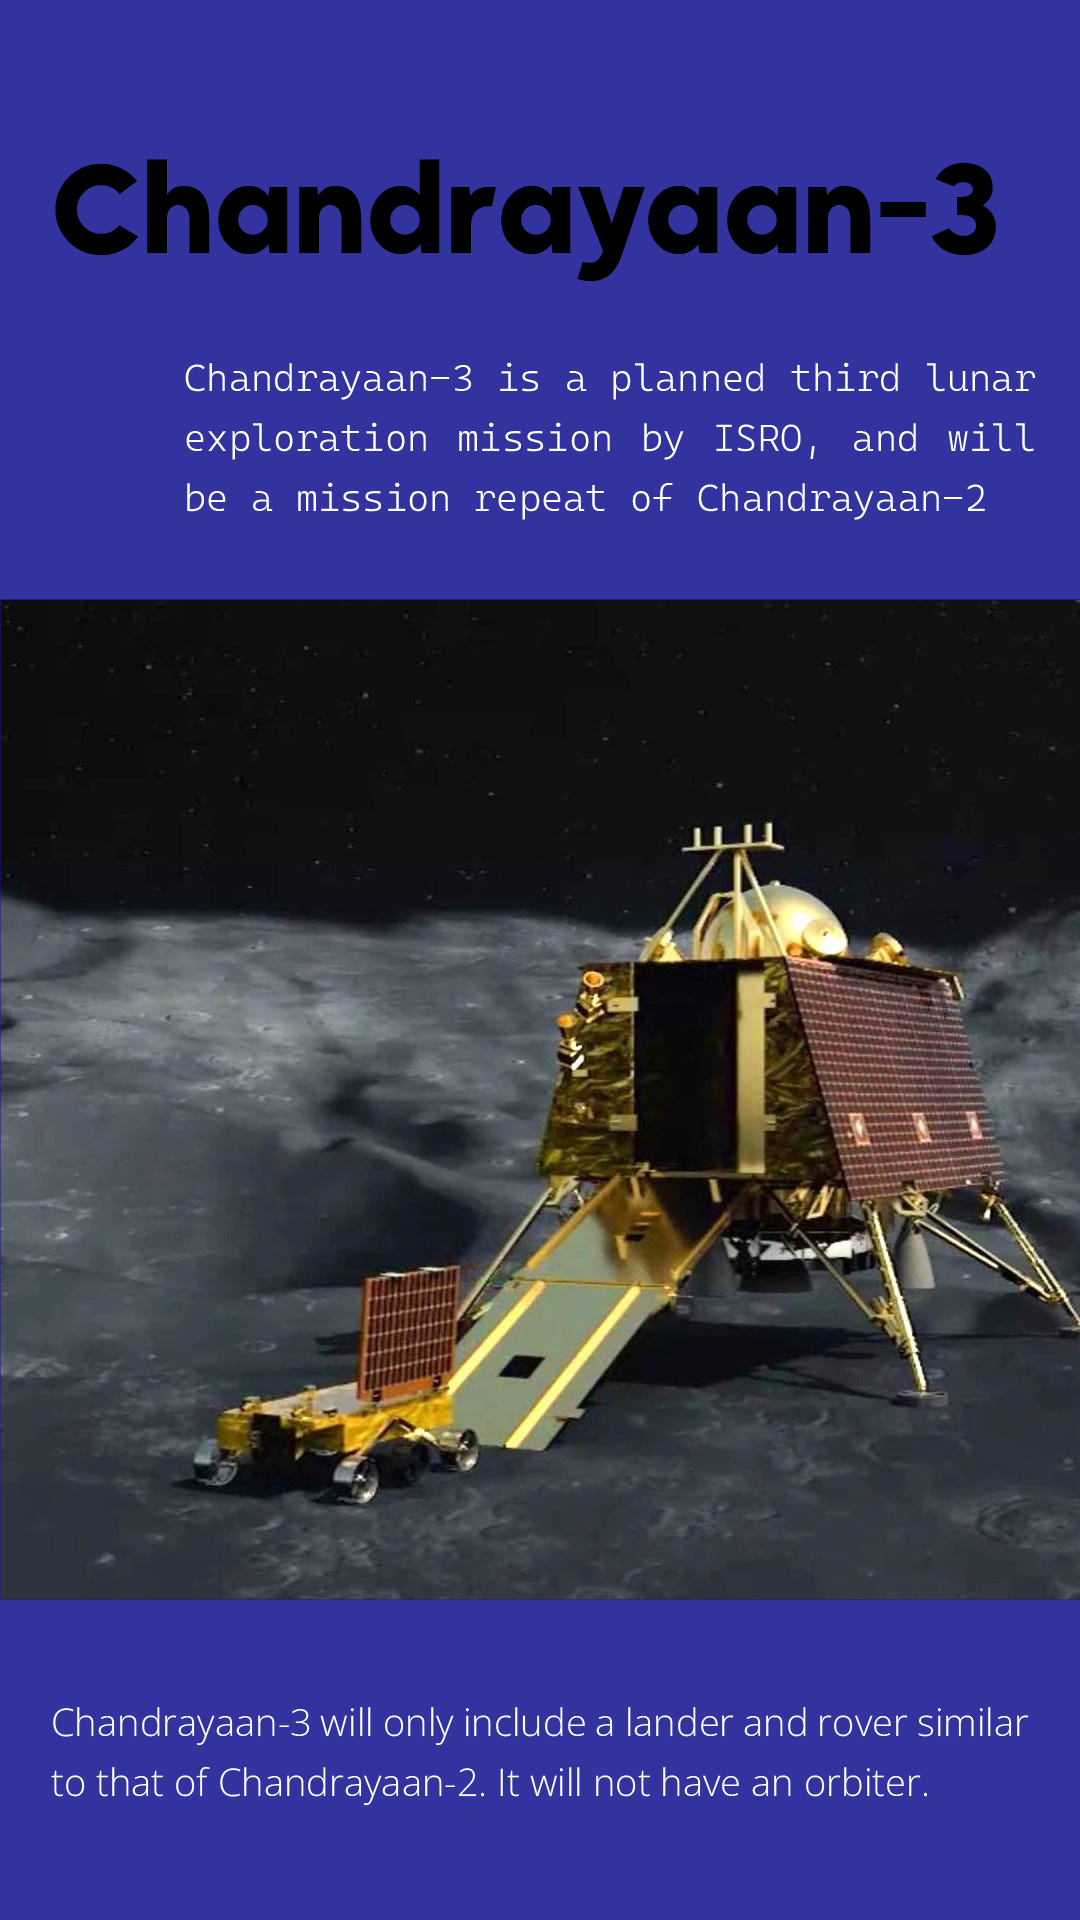 Chandrayaan-3
Chandrayaan-3 is a planned third lunar
exploration mission by ISRO, and will
be a mission repeat of Chandrayaan-2
Chandrayaan-3 will only include a lander and rover similar
to that of Chandrayaan-2. It will not have an orbiter.